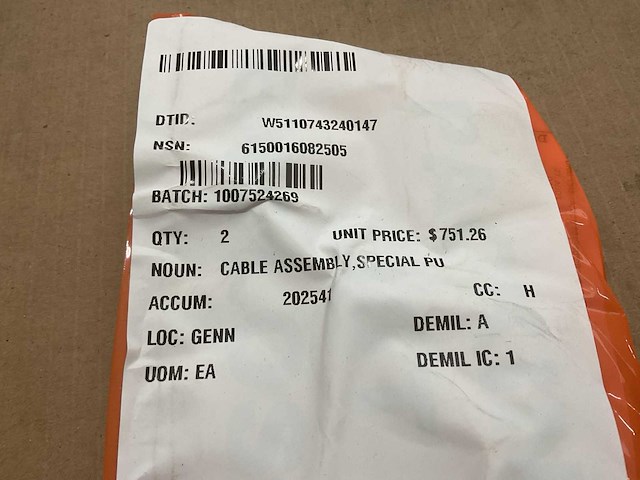 DTID: W5110743240147
NSN: 6150016082505
BATCH: 1007524269
QTY: 2 UNIT PRICE: $751.26
NOUN: CABLE ASSEMBLY,SPECIAL PU
ACCUM: 202541 CC: H
LOC: GENN DEMIL: A
UOM: EA DEMIL IC: 1